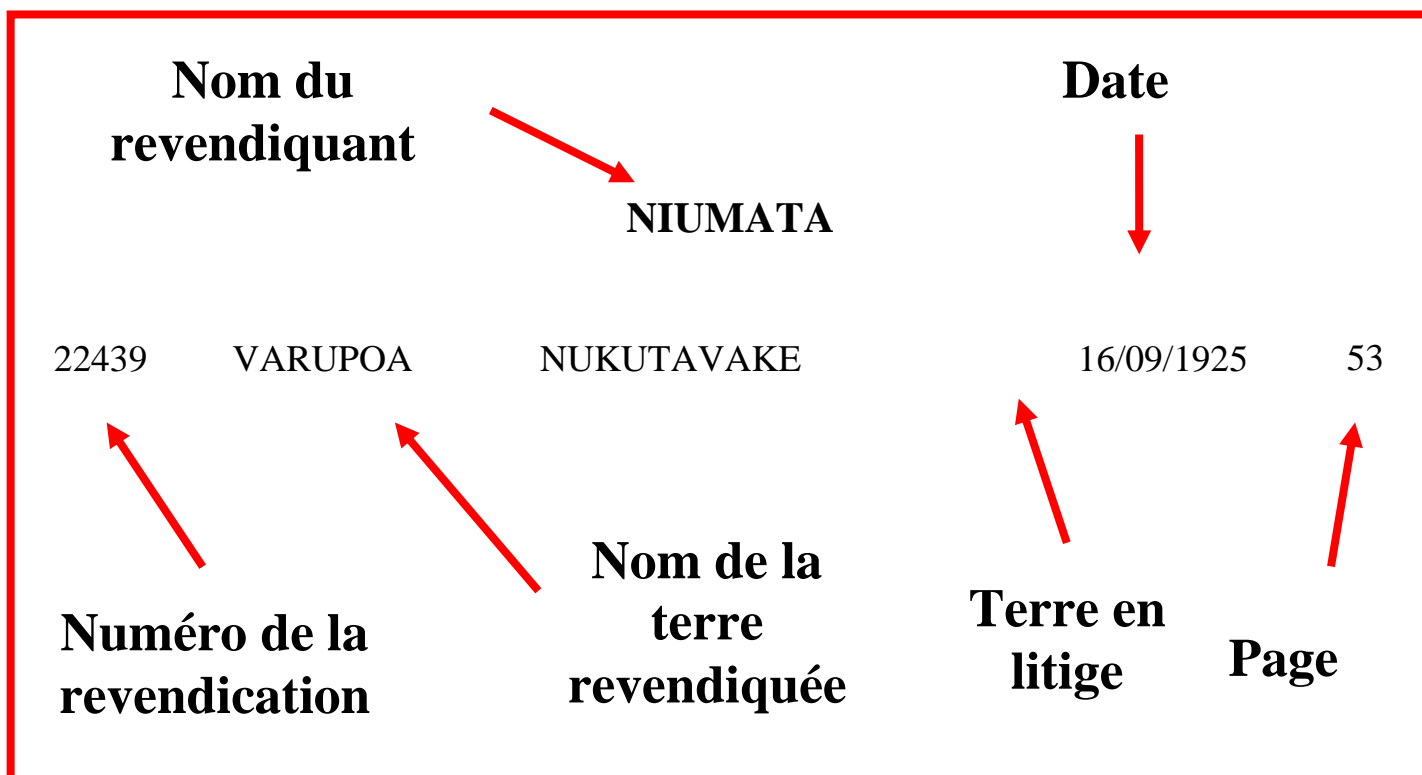 Nom du
revendiquant
Date
NIUMATA
22439 VARUPOA NUKUTAVAKE 16/09/1925 53
Numéro de la
revendication
Nom de la
terre
revendiquée
Terre en
litige
Page